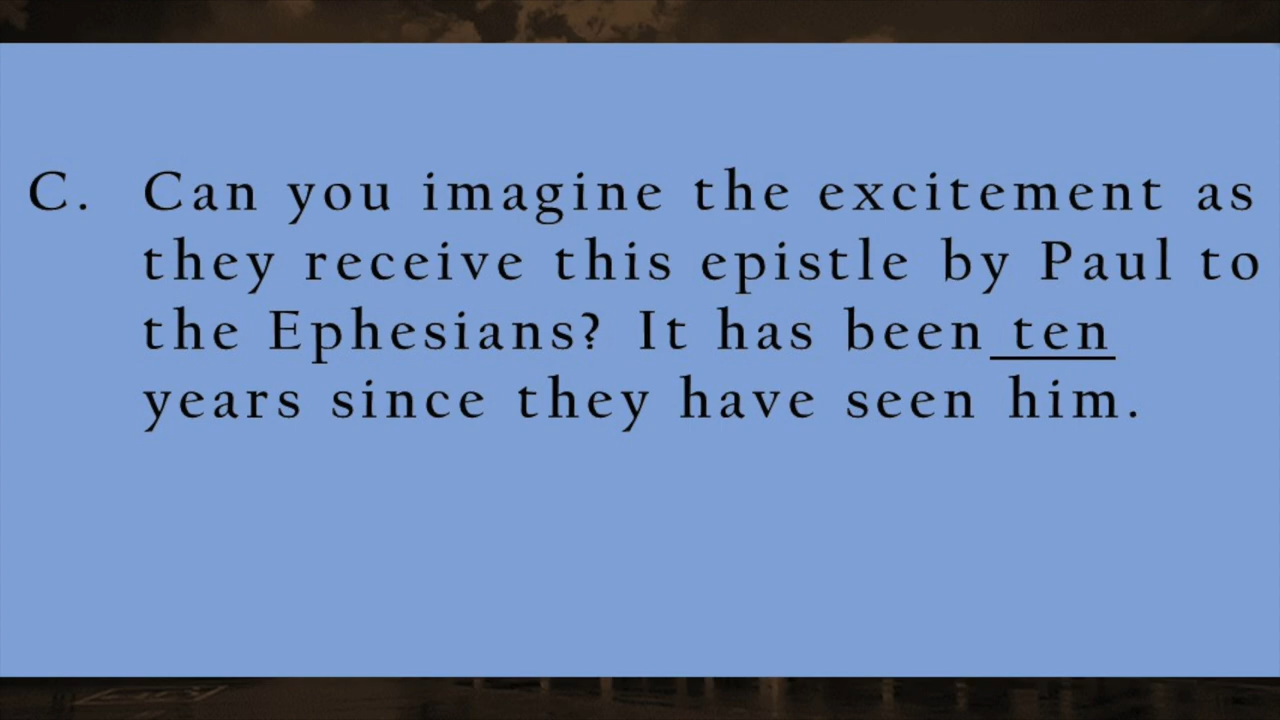 C. Can you imagine the excitement as
they receive this epistle by Paul to
the Ephesians? It has been ten
years since they have seen him.